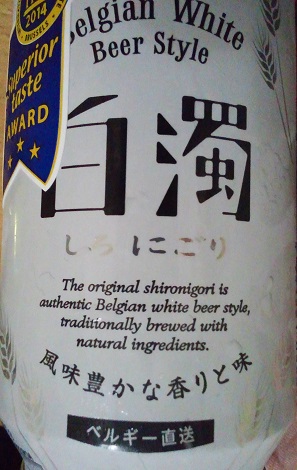 2014
BRUSSELS
Superior
taste
AWARD
Belgian White
Beer Style
白濁
しろにごり
The original shironigori is
authentic Belgian white beer style,
traditionally brewed with
natural ingredients.
風味豊かな香りと味
ベルギー直送